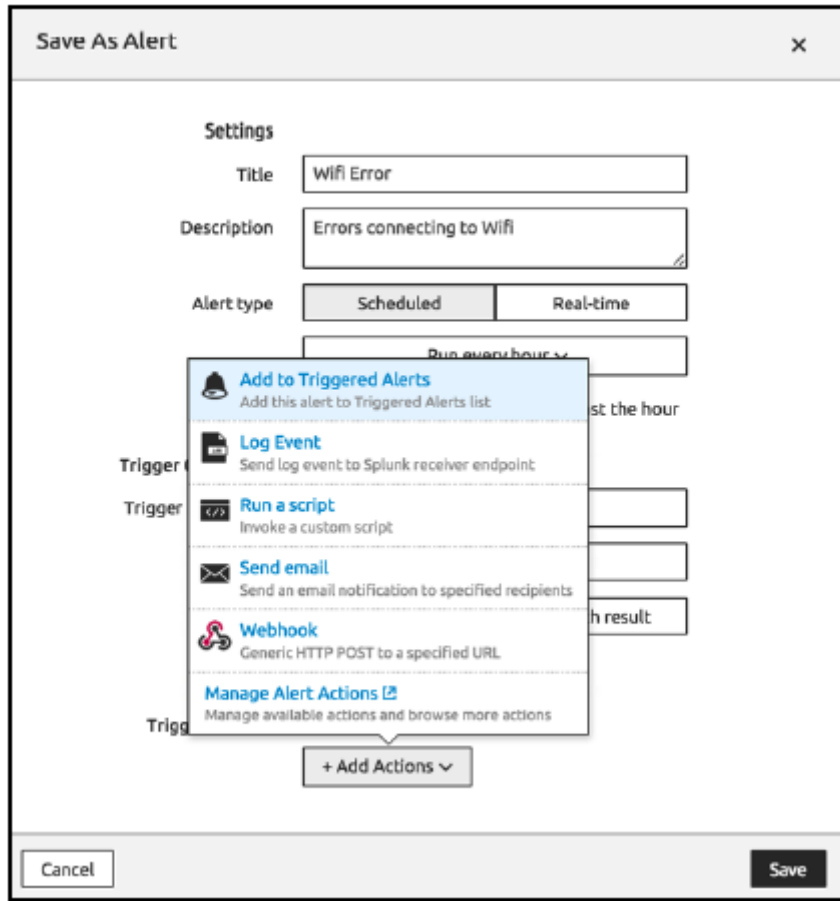 Save As Alert
×
Settings
Title
Wifi Error
Description
Errors connecting to Wifi
Alert type
Scheduled
Real-time
Run every hour
Add to Triggered Alerts
Add this alert to Triggered Alerts list
st the hour
Log Event
Send log event to Splunk receiver endpoint
Trigger
Run a script
Invoke a custom script
Trigger
Send email
Send an email notification to specified recipients
Webhook
Generic HTTP POST to a specified URL
h result
Manage Alert Actions
Manage available actions and browse more actions
Trigg
+ Add Actions
Cancel
Save